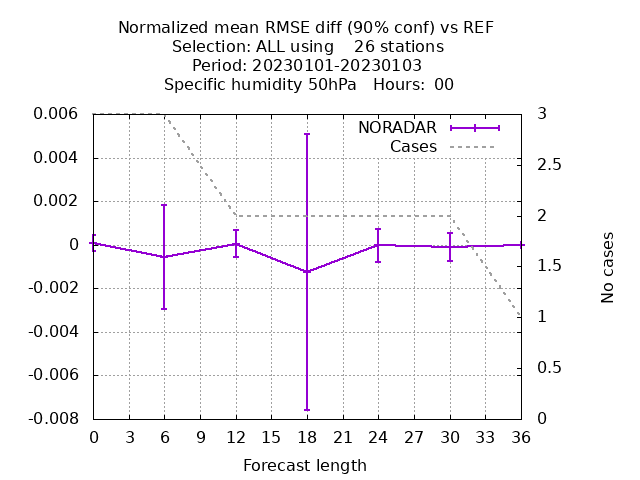 Normalized mean RMSE diff (90% conf) vs REF
Selection: ALL using    26 stations
Period: 20230101-20230103
Specific humidity 50hPa   Hours:  00
NORADAR
Cases
0.006
0.004
0.002
0
-0.002
-0.004
-0.006
-0.008
3
2.5
2
1.5
1
0.5
0
No cases
0 3 6 9 12 15 18 21 24 27 30 33 36
Forecast length